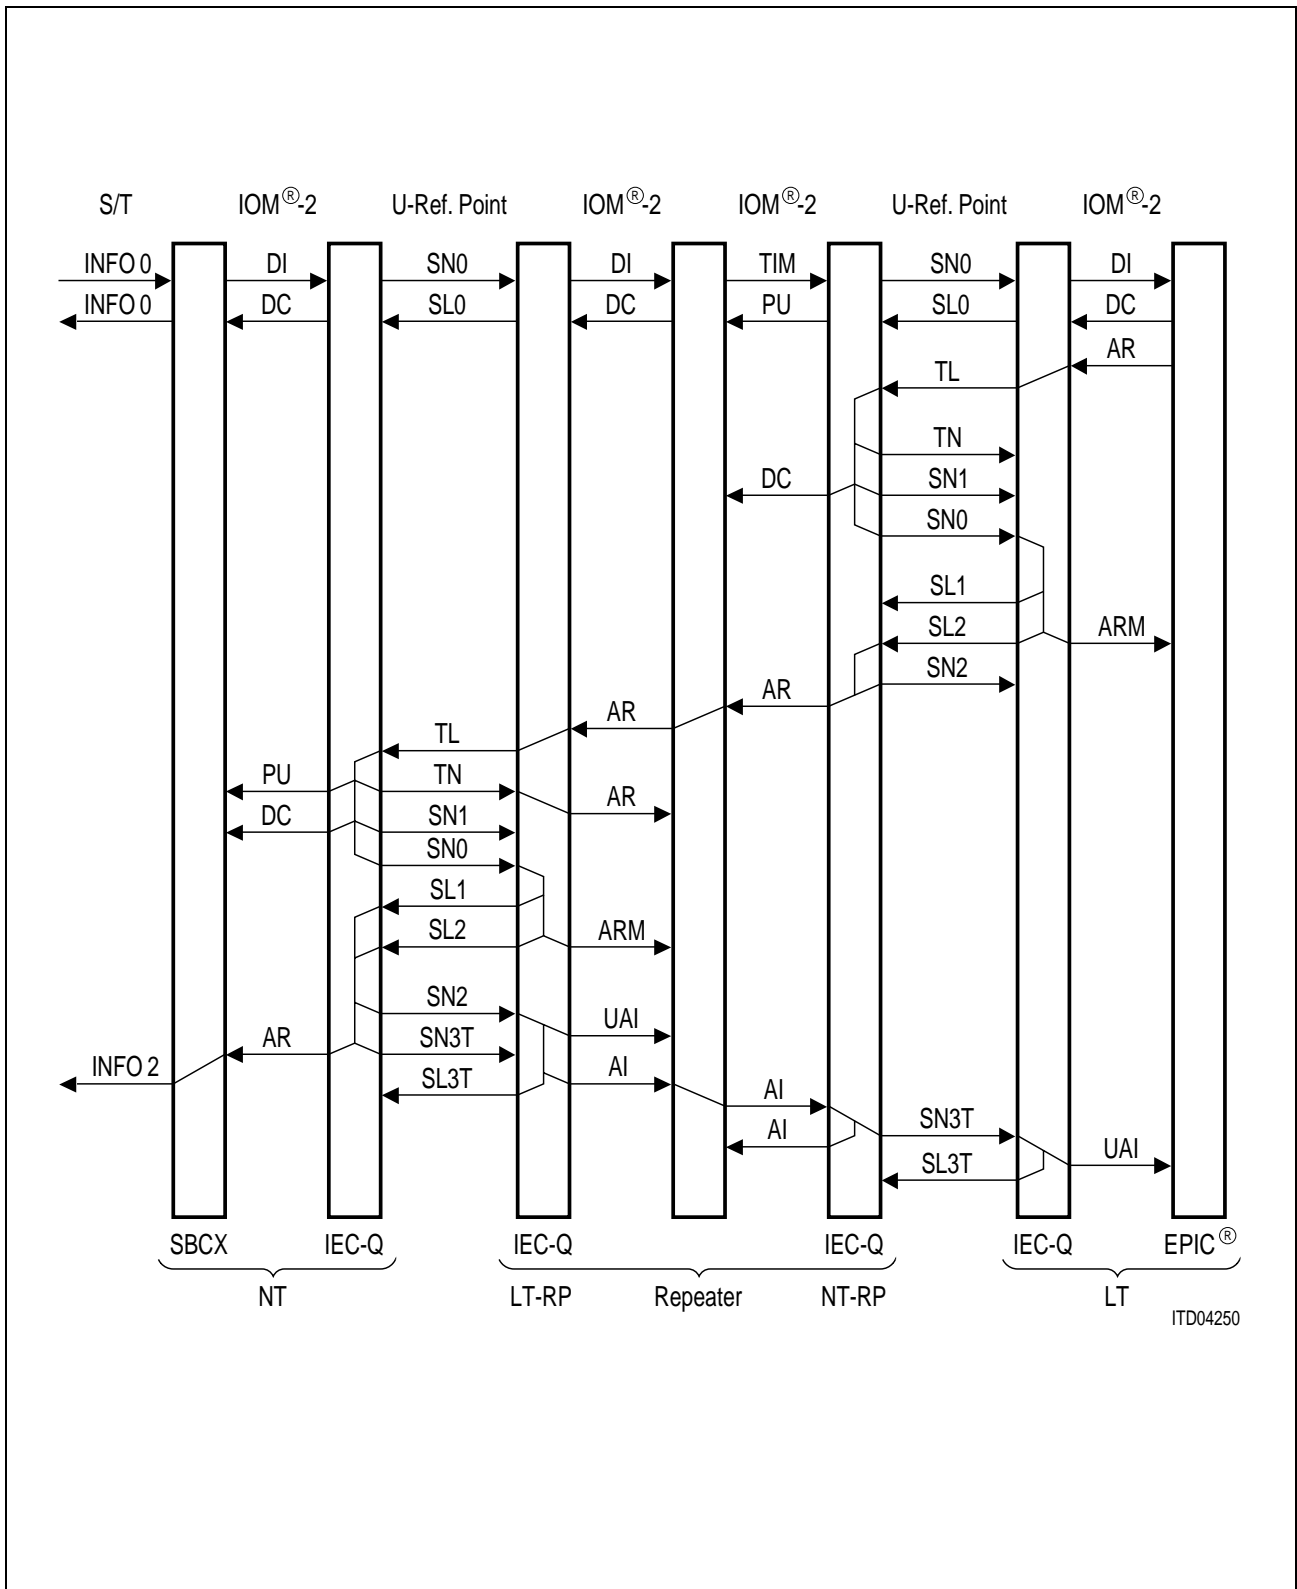 S/T IOM®-2 U-Ref. Point IOM®-2 IOM®-2 U-Ref. Point IOM®-2
INFO 0 DI SN0 DI TIM SN0 DI
INFO 0 DC SL0 DC PU SL0 DC
AR
TL
TN
DC SN1
SN0
SL1
SL2 ARM
SN2
AR
AR
TL
PU TN
AR
DC SN1
SN0
SL1
SL2 ARM
SN2
UAI
AR SN3T
INFO 2 AI
SL3T
AI
SN3T
AI
UAI
SL3T
SBCX IEC-Q IEC-Q IEC-Q IEC-Q EPIC®
NT LT-RP Repeater NT-RP LT
ITD04250